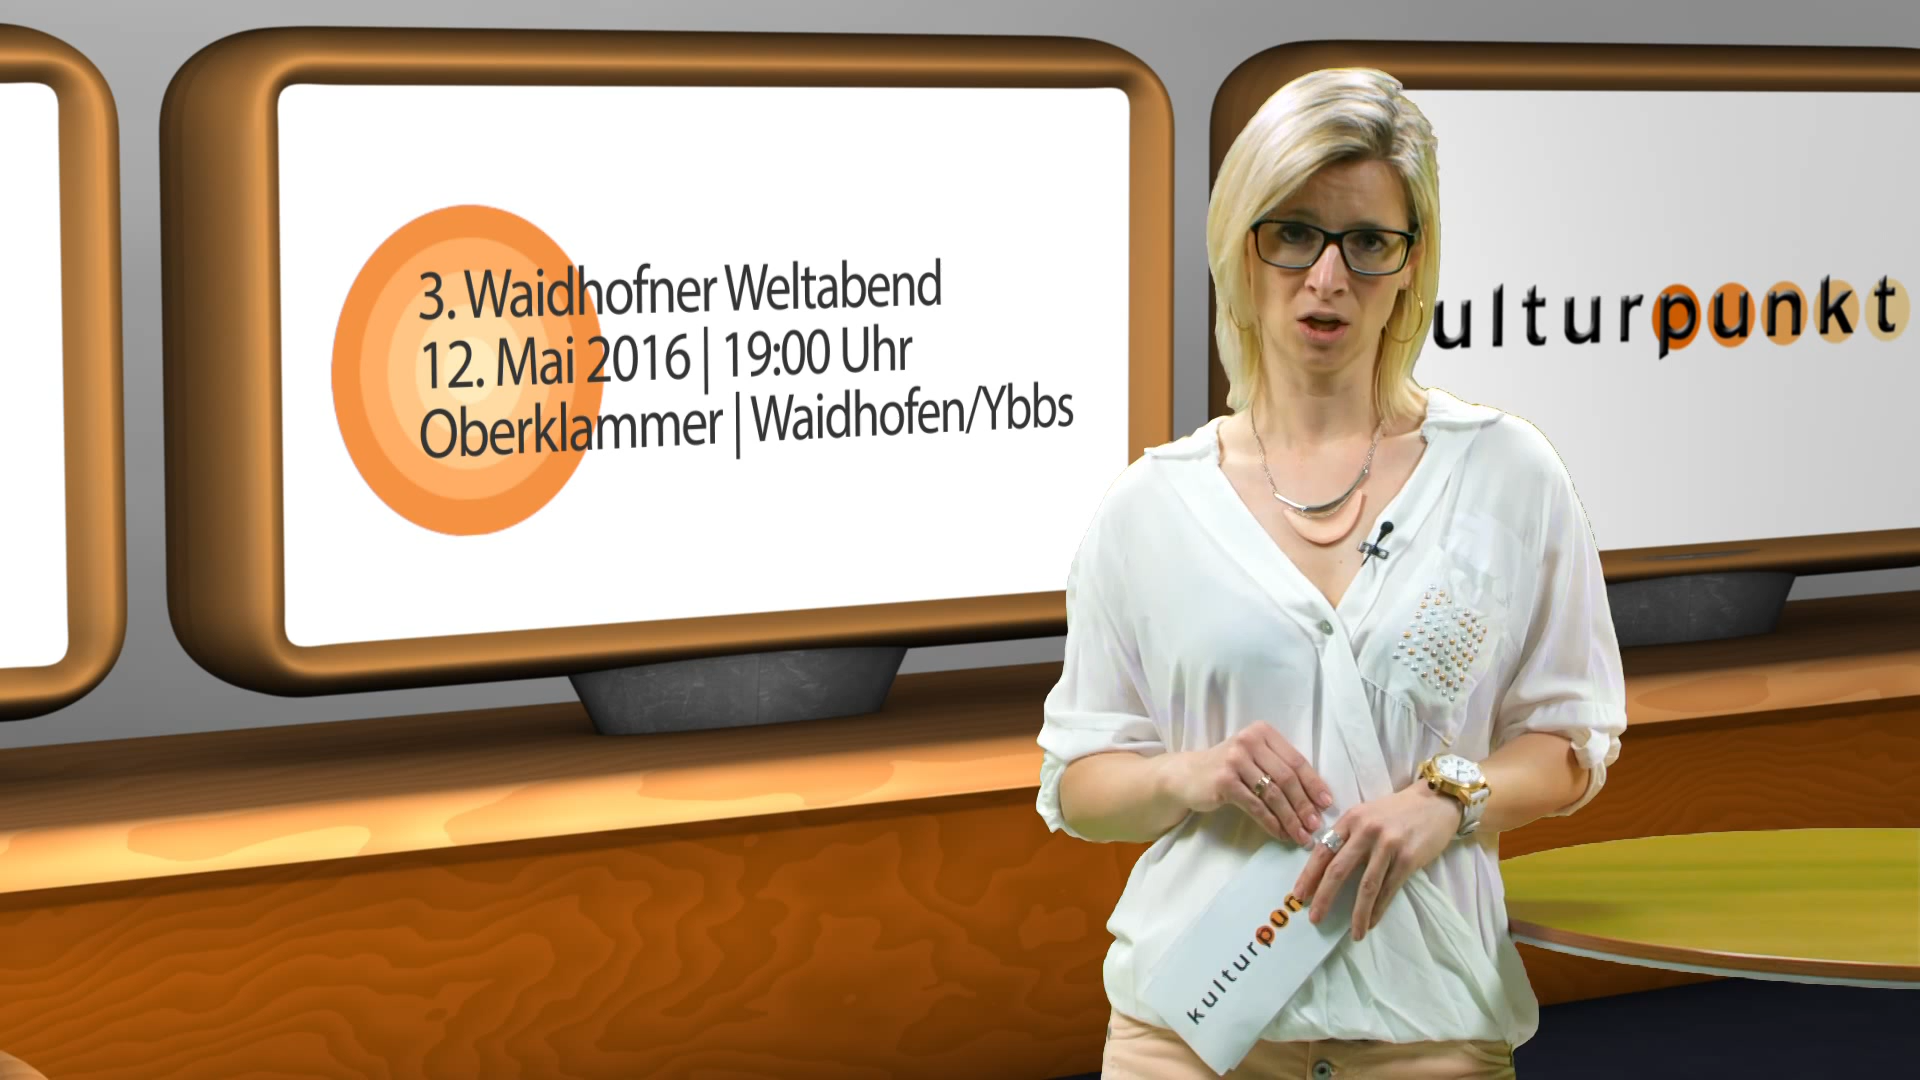 3. Waidhofner Weltabend
12. Mai 2016 | 19:00 Uhr
Oberklammer | Waidhofen/Ybbs
ulturpunkt
kulturpun